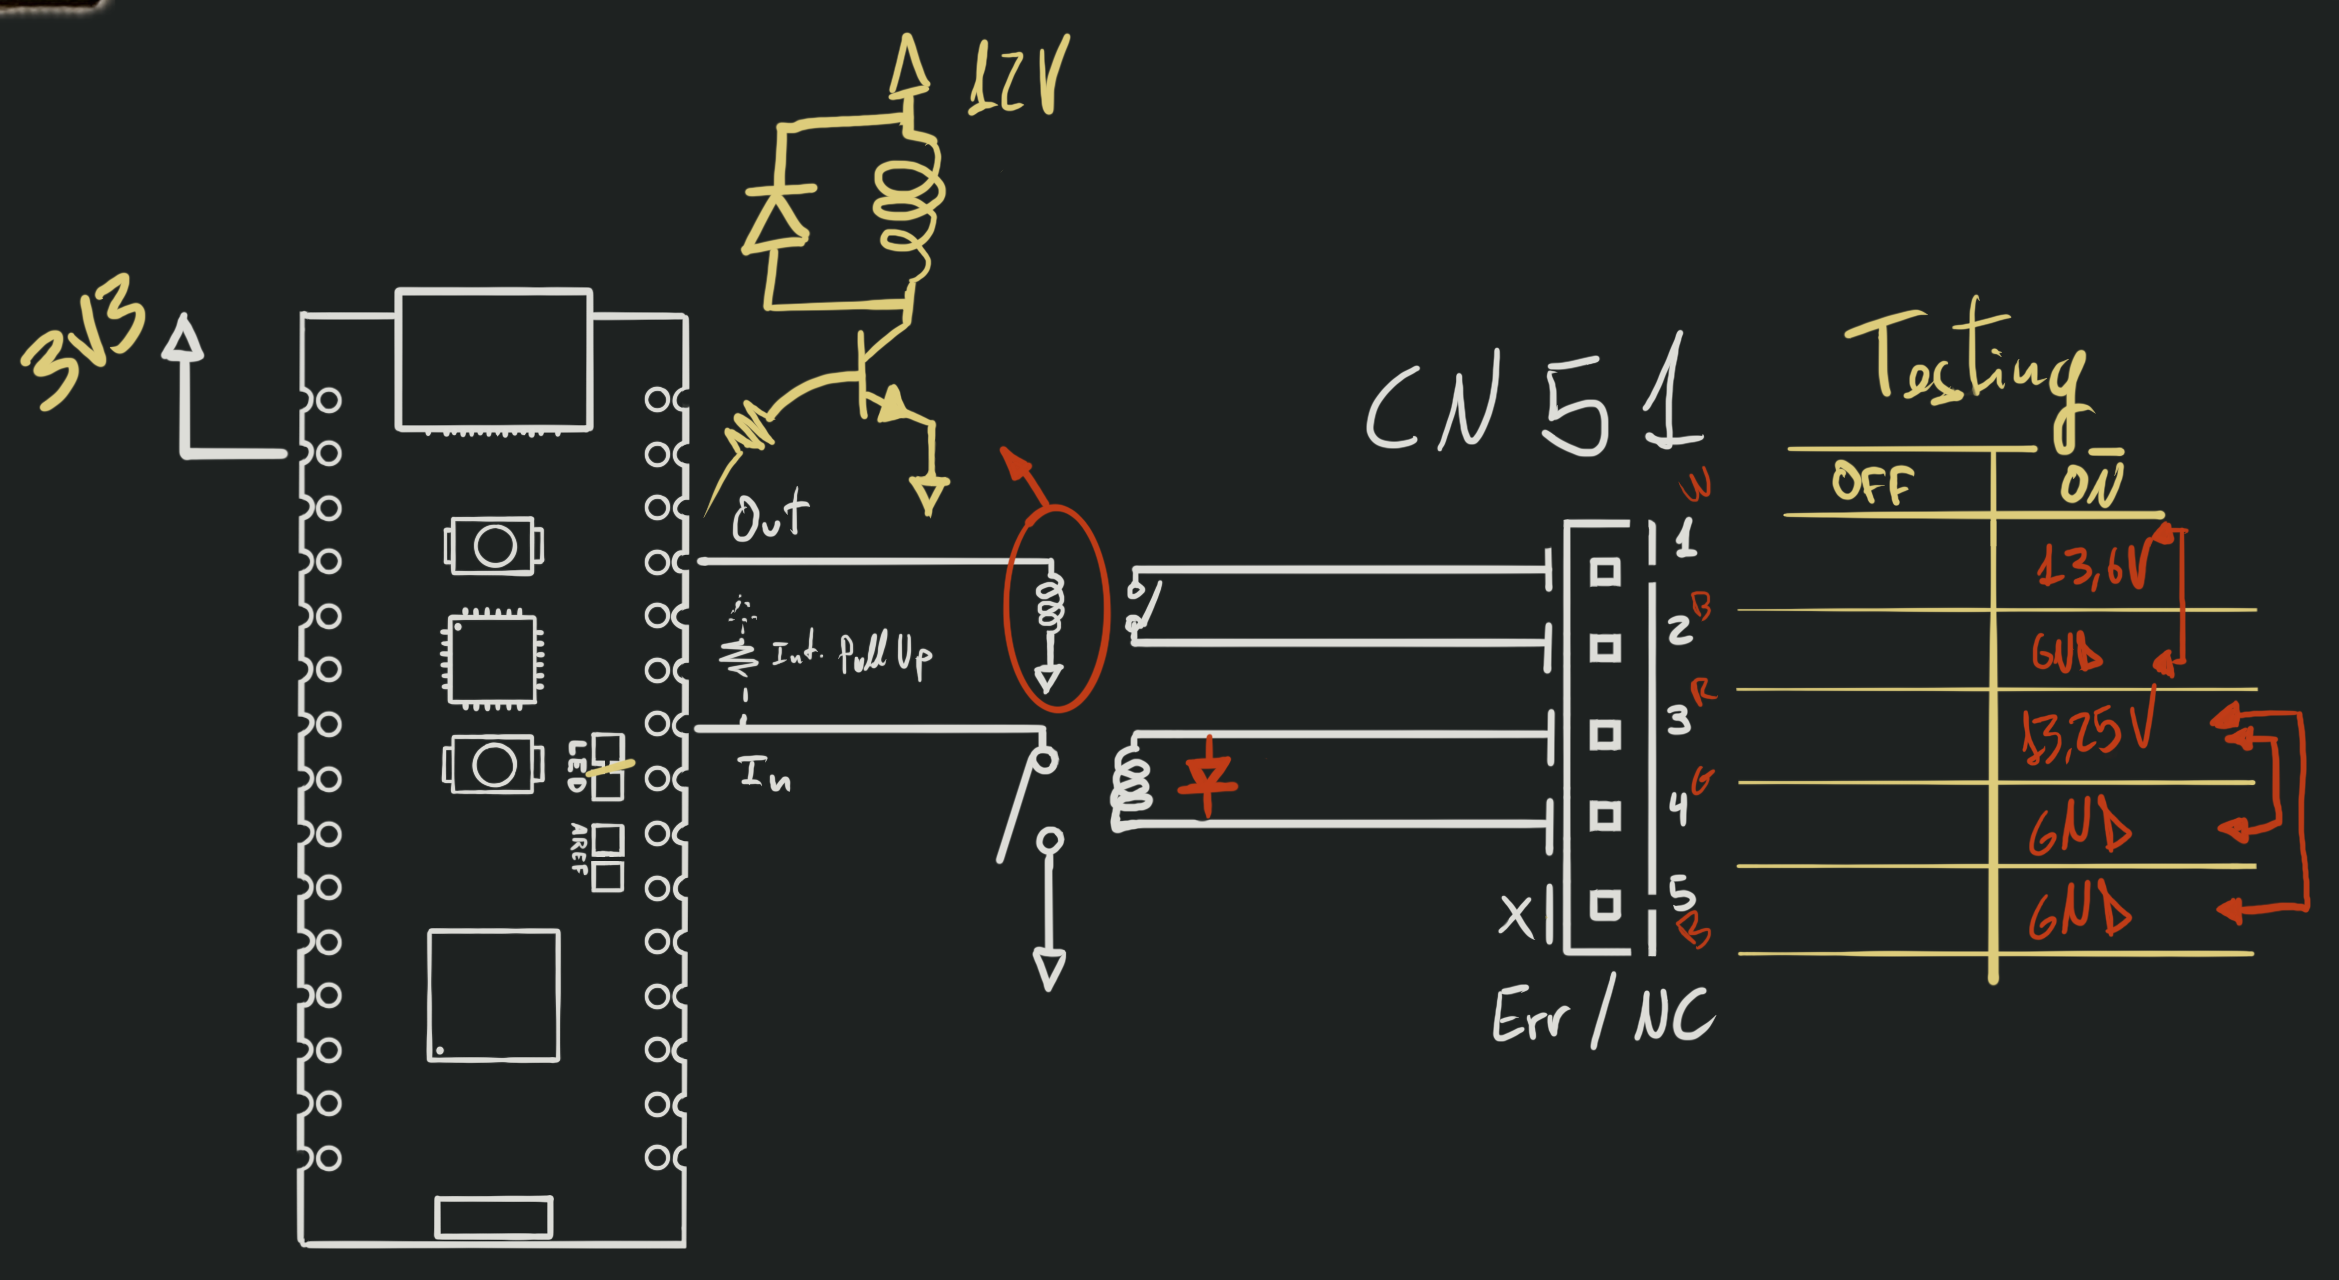 12V
3V3
CN51
Testing
OFF
ON
Out
W
1
13,6V
B
2
GND
Int. Pull Up
R
3
13,25V
LED
In
G
4
GND
AREF
X
5
GND
B
Err/NC